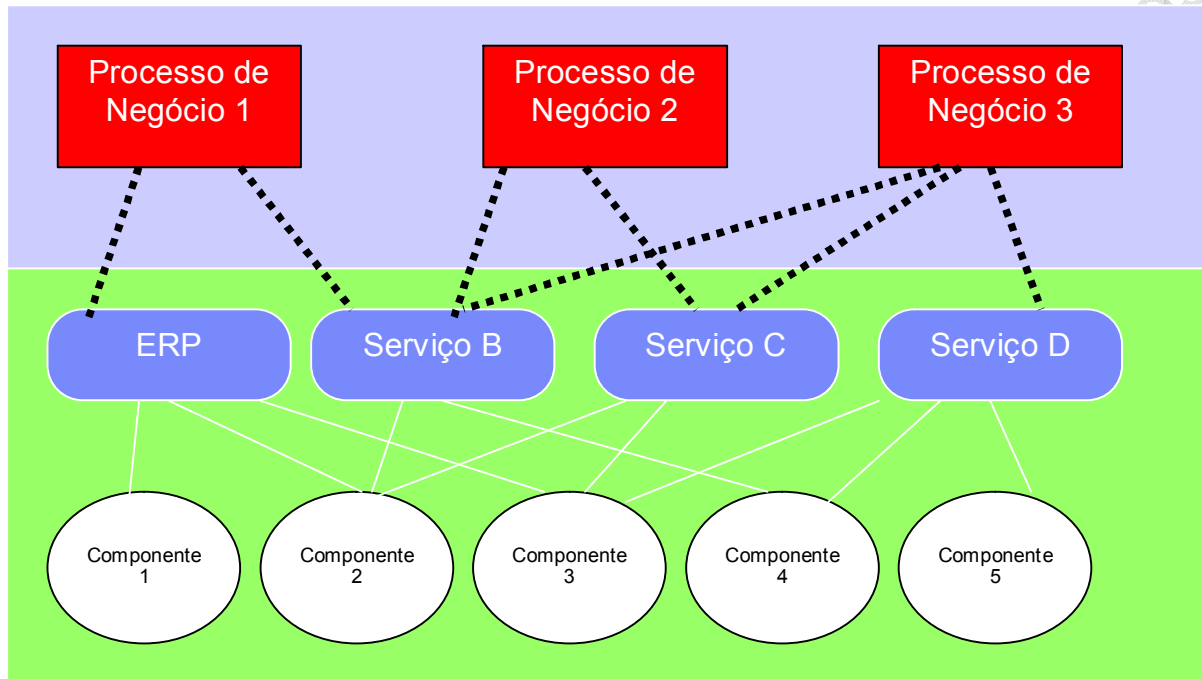 Processo de
Negócio 1
Processo de
Negócio 2
Processo de
Negócio 3
ERP
Serviço B
Serviço C
Serviço D
Componente
1
Componente
2
Componente
3
Componente
4
Componente
5